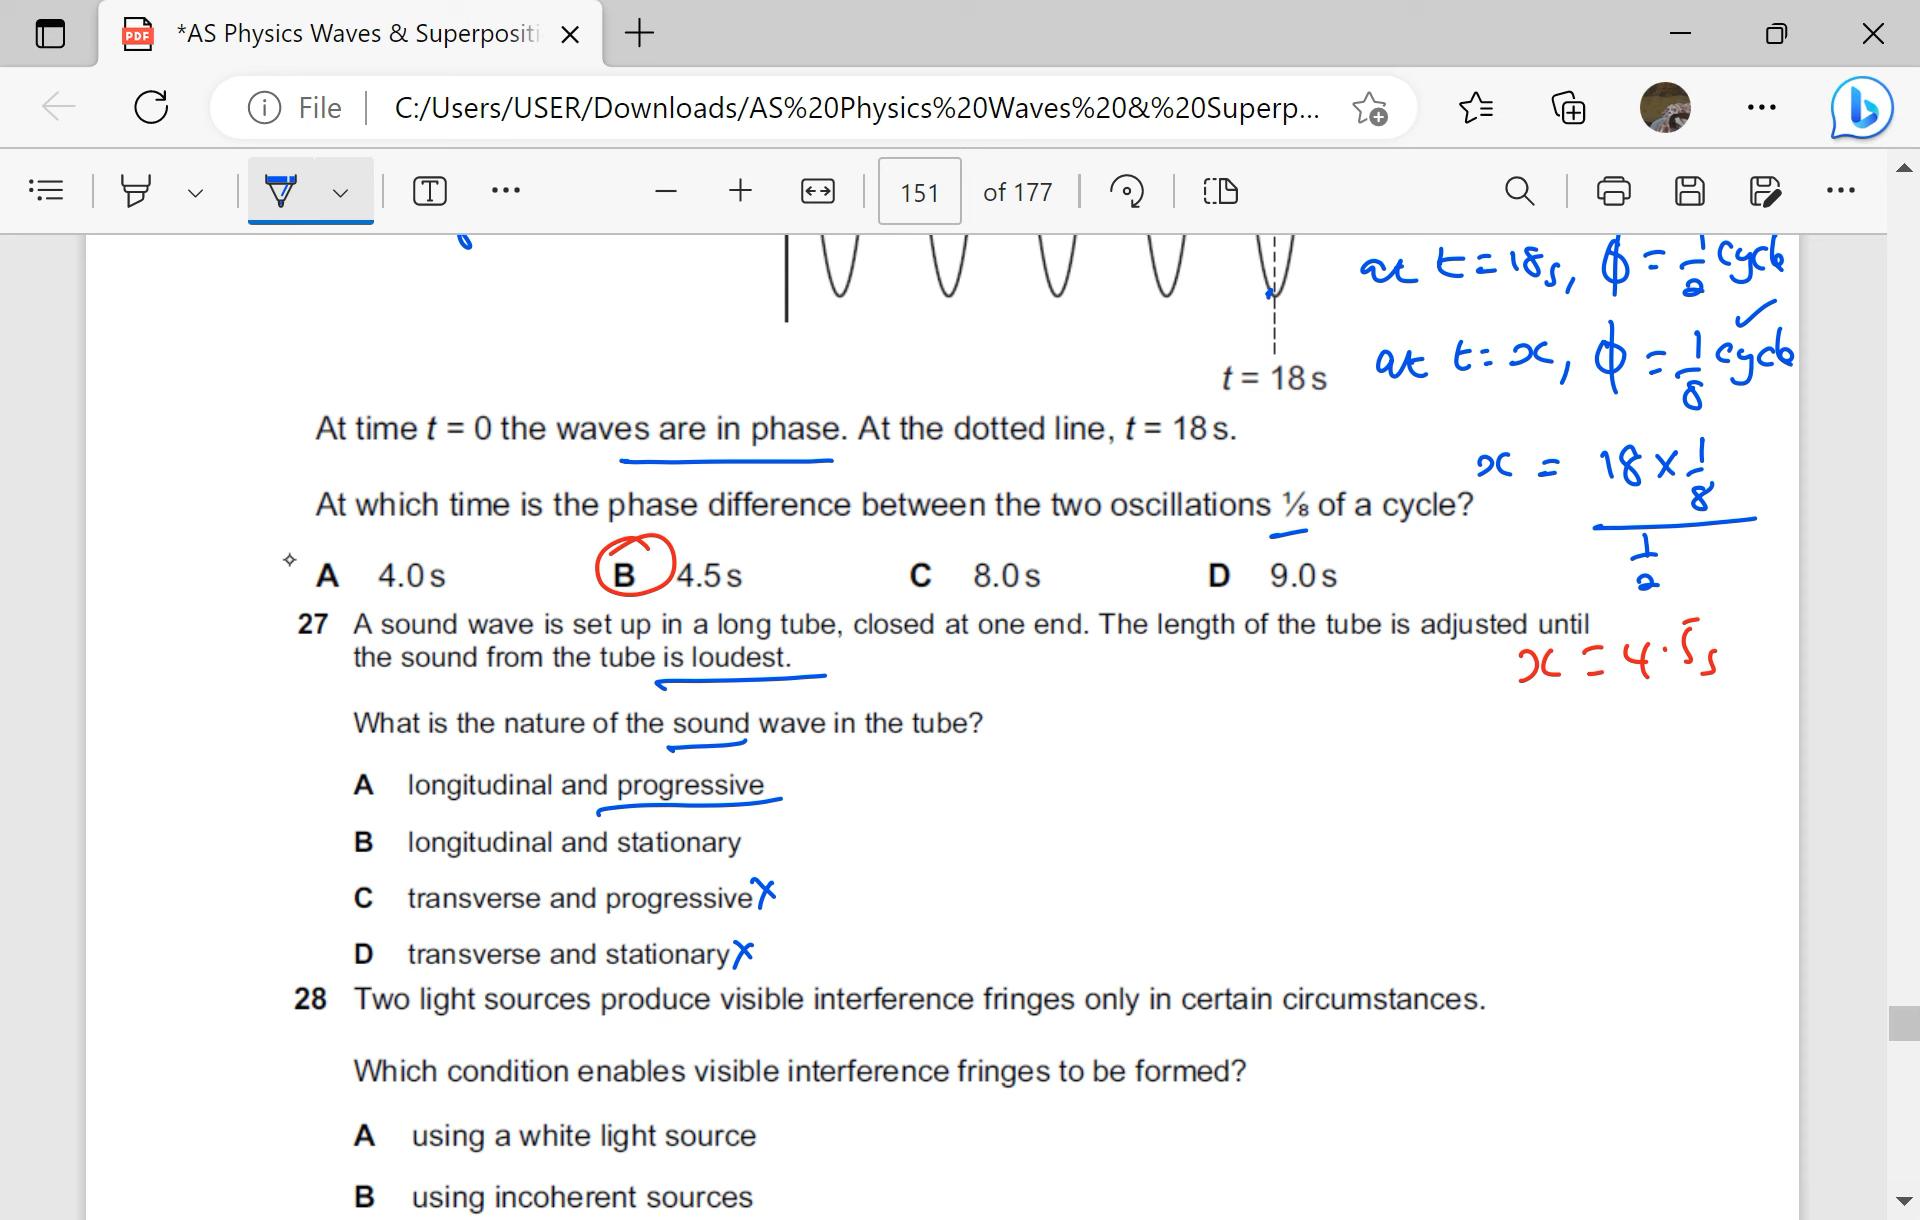 *AS Physics Waves & Superpositi
File
C:/Users/USER/Downloads/AS%20Physics%20Waves%20&%20Superp...
151 of 177
at t = 18s, ϕ = 1/2 cycle
t = 18 s
at t = x, ϕ = 1/8 cycle
At time t = 0 the waves are in phase. At the dotted line, t = 18 s.
x = 18 × 1/8
1/2
At which time is the phase difference between the two oscillations ⅛ of a cycle?
A 4.0 s B 4.5 s C 8.0 s D 9.0 s
27 A sound wave is set up in a long tube, closed at one end. The length of the tube is adjusted until
the sound from the tube is loudest.
x = 4.5s
What is the nature of the sound wave in the tube?
A longitudinal and progressive
B longitudinal and stationary
C transverse and progressive x
D transverse and stationary x
28 Two light sources produce visible interference fringes only in certain circumstances.
Which condition enables visible interference fringes to be formed?
A using a white light source
B using incoherent sources